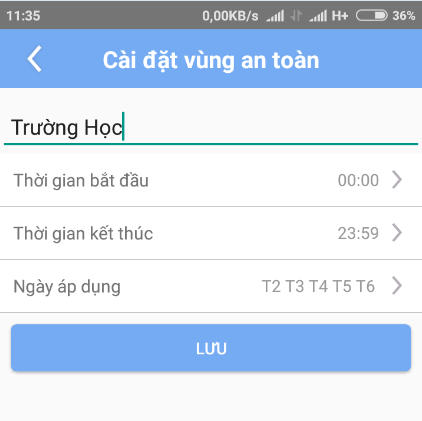 11:35 0,00KB/s H+ 36%
Cài đặt vùng an toàn
Trường Học
Thời gian bắt đầu 00:00
Thời gian kết thúc 23:59
Ngày áp dụng T2 T3 T4 T5 T6
LƯU